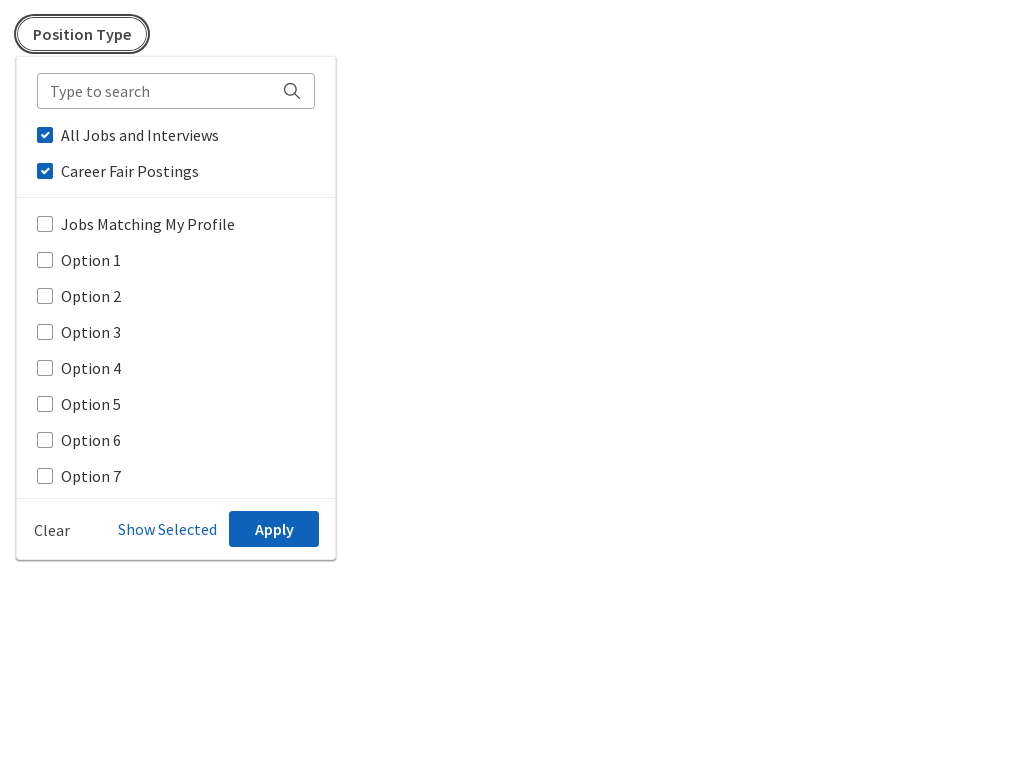 Position Type
Type to search
All Jobs and Interviews
Career Fair Postings
Jobs Matching My Profile
Option 1
Option 2
Option 3
Option 4
Option 5
Option 6
Option 7
Clear Show Selected Apply